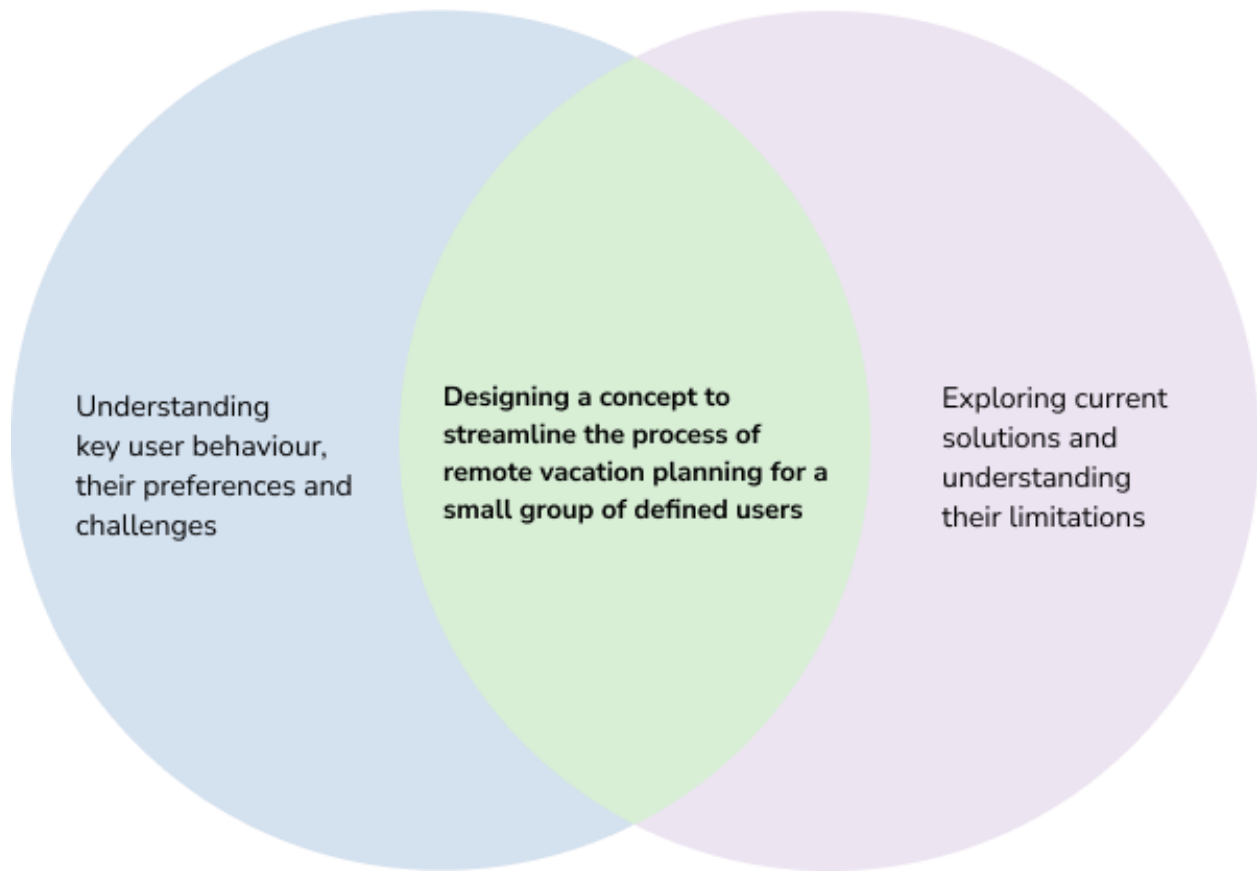 Understanding
key user behaviour,
their preferences and
challenges
Designing a concept to
streamline the process of
remote vacation planning for a
small group of defined users
Exploring current
solutions and
understanding
their limitations